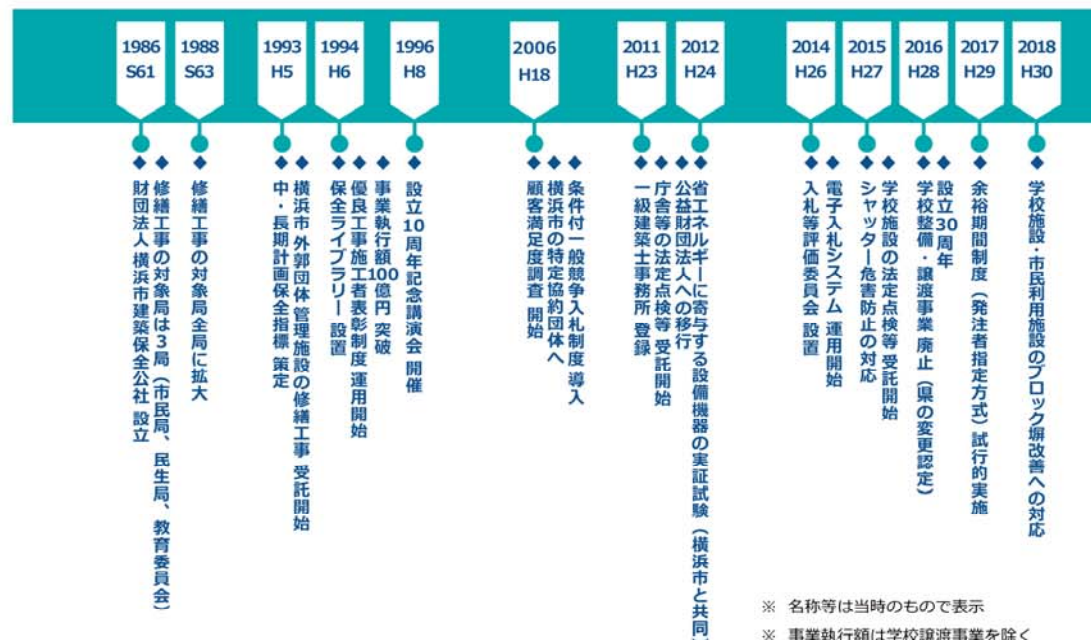 1986
S61
1988
S63
1993
H5
1994
H6
1996
H8
2006
H18
2011
H23
2012
H24
2014
H26
2015
H27
2016
H28
2017
H29
2018
H30
◆ 財団法人横浜市建築保全公社 設立
◆ 修繕工事の対象局は3局（市民局、民生局、教育委員会）
◆ 修繕工事の対象局全局に拡大
◆ 中・長期計画保全指標 策定
◆ 横浜市 外郭団体 管理施設の修繕工事 受託開始
◆ 保全ライブラリー 設置
◆ 優良工事施工者表彰制度 運用開始
◆ 事業執行額100億円 突破
◆ 設立10周年記念講演会 開催
◆ 顧客満足度調査 開始
◆ 横浜市の特定協約団体へ
◆ 条件付一般競争入札制度 導入
◆ 一級建築士事務所 登録
◆ 庁舎等の法定点検等 受託開始
◆ 公益財団法人への移行
◆ 省エネルギーに寄与する設備機器の実証試験（横浜市と共同
◆ 入札等評価委員会 設置
◆ 電子入札システム 運用開始
◆ シャッター危害防止の対応
◆ 学校施設の法定点検等 受託開始
◆ 学校整備・譲渡事業 廃止（県の変更認定）
◆ 設立30周年
◆ 余裕期間制度（発注者指定方式）試行的実施
◆ 学校施設・市民利用施設のブロック塀改善への対応
※ 名称等は当時のもので表示
※ 事業執行額は学校譲渡事業を除く